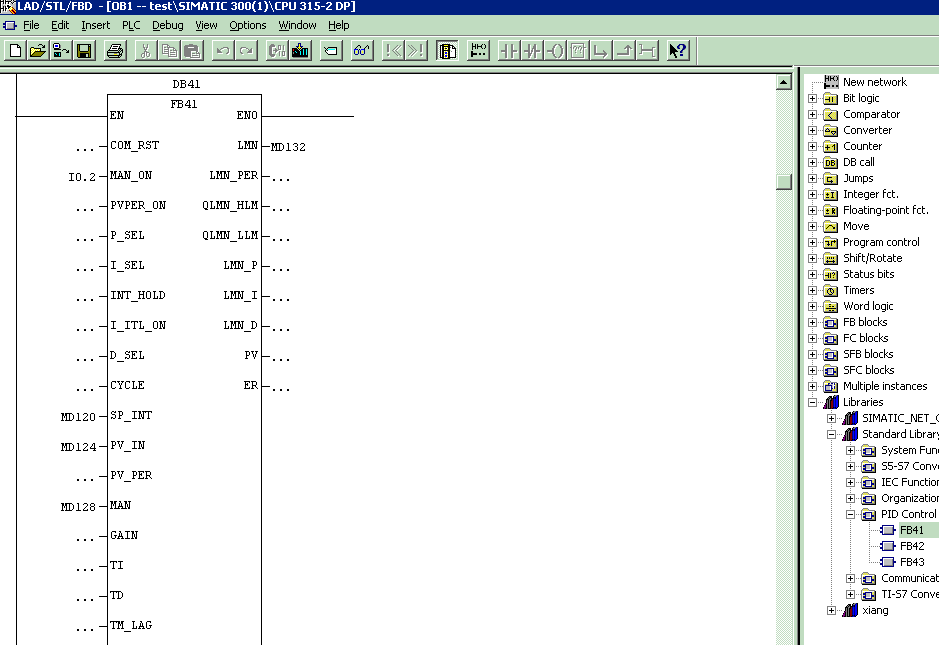 LAD/STL/FBD - [OB1 -- test\SIMATIC 300(1)\CPU 315-2 DP]
File Edit Insert PLC Debug View Options Window Help
DB41
FB41
EN ENO
... COM_RST LMN MD132
I0.2 MAN_ON LMN_PER ...
... PVPER_ON QLMN_HLM ...
... P_SEL QLMN_LLM ...
... I_SEL LMN_P ...
... INT_HOLD LMN_I ...
... I_ITL_ON LMN_D ...
... D_SEL PV ...
... CYCLE ER ...
MD120 SP_INT
MD124 PV_IN
... PV_PER
MD128 MAN
... GAIN
... TI
... TD
... TM_LAG
New network
Bit logic
Comparator
Converter
Counter
DB call
Jumps
Integer fct.
Floating-point fct.
Move
Program control
Shift/Rotate
Status bits
Timers
Word logic
FB blocks
FC blocks
SFB blocks
SFC blocks
Multiple instances
Libraries
SIMATIC_NET_
Standard Library
System Fun
S5-S7 Conve
IEC Function
Organization
PID Control
FB41
FB42
FB43
Communicat
TI-S7 Conve
xiang